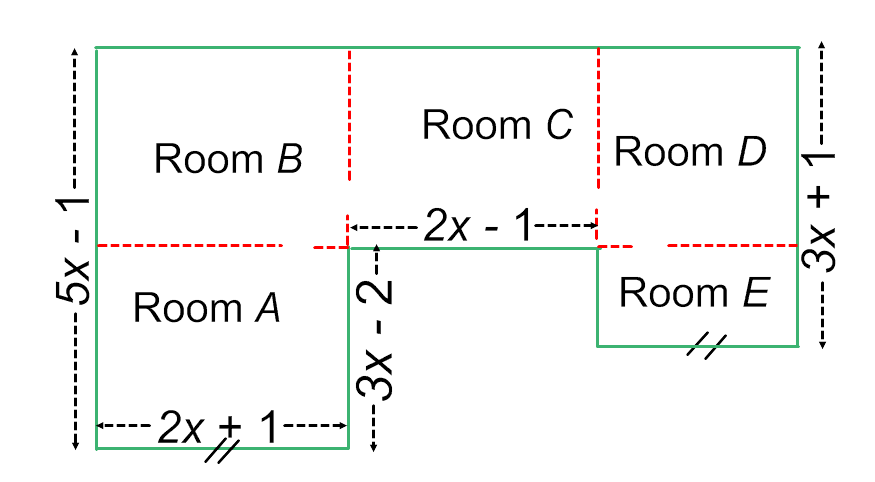 Room B
Room C
Room D
5x - 1
3x + 1
2x - 1
Room A
3x - 2
Room E
2x + 1